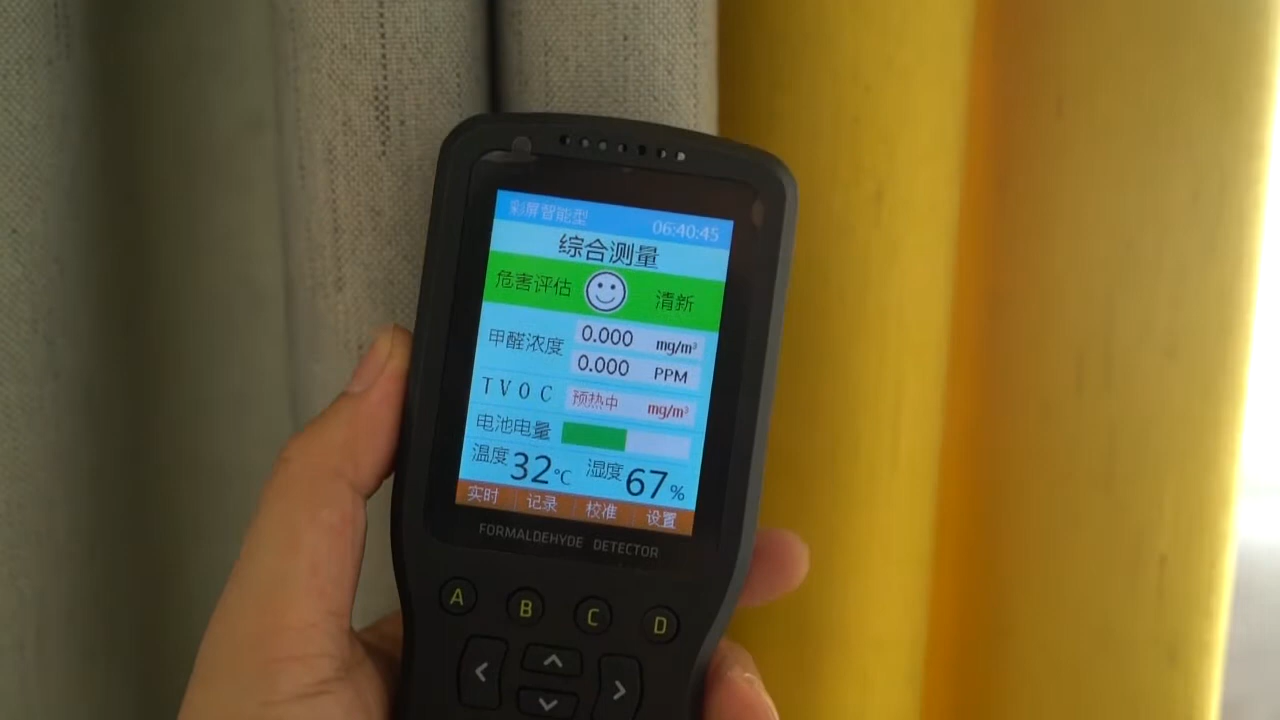 彩屏智能型 06:40:45
综合测量
危害评估 清新
甲醛浓度 0.000 mg/m³
0.000 PPM
TVOC 预热中 mg/m³
电池电量
温度 32℃ 湿度 67%
实时 记录 校准 设置
FORMALDEHYDE DETECTOR
A B C D